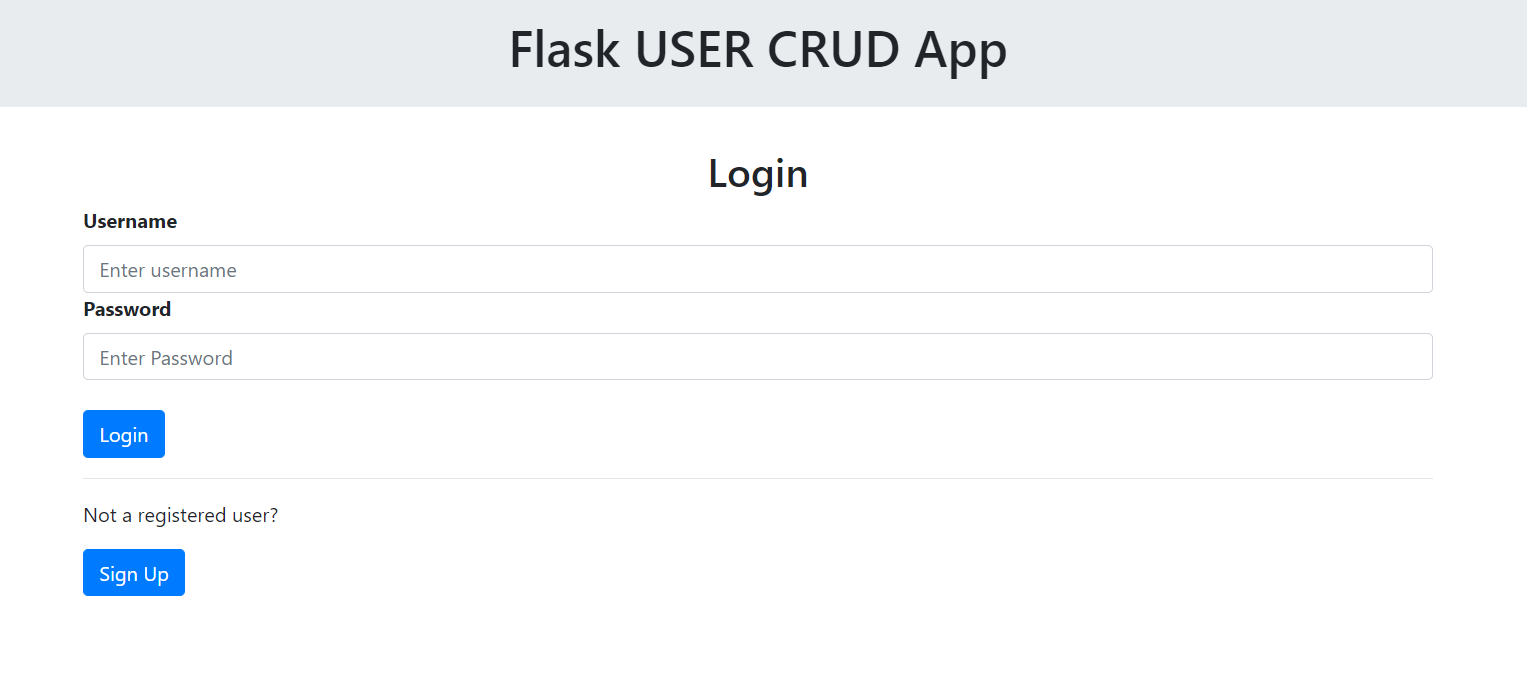 Flask USER CRUD App
Login
Username
Enter username
Password
Enter Password
Login
Not a registered user?
Sign Up